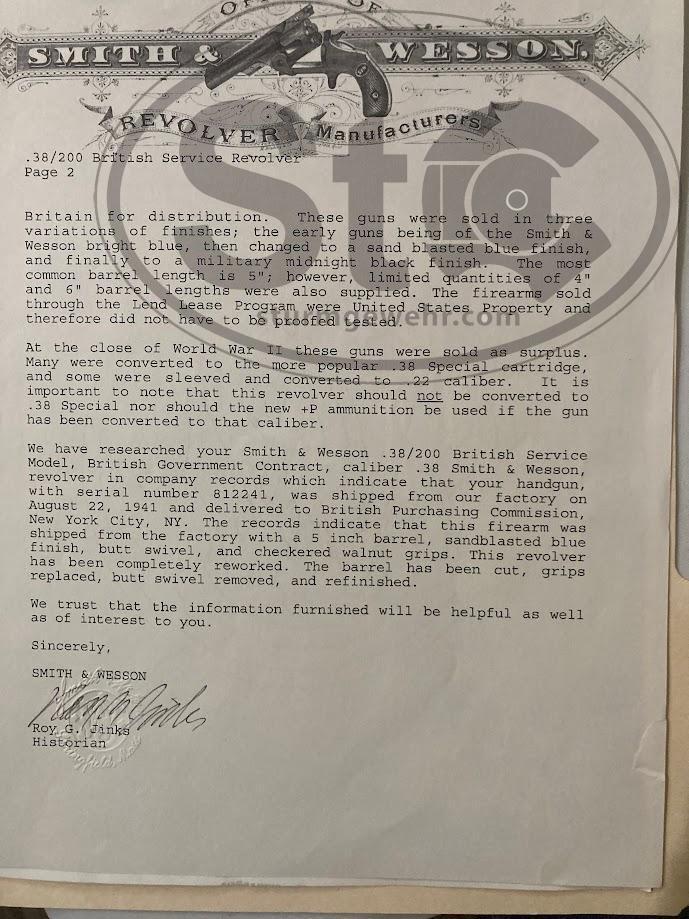 OFFICE OF
SMITH & WESSON.
REVOLVER Manufacturers
StG
sturmgewehr.com
.38/200 British Service Revolver
Page 2
Britain for distribution. These guns were sold in three
variations of finishes; the early guns being of the Smith &
Wesson bright blue, then changed to a sand blasted blue finish,
and finally to a military midnight black finish. The most
common barrel length is 5"; however, limited quantities of 4"
and 6" barrel lengths were also supplied. The firearms sold
through the Lend Lease Program were United States Property and
therefore did not have to be proofed tested.
At the close of World War II these guns were sold as surplus.
Many were converted to the more popular .38 Special cartridge,
and some were sleeved and converted to .22 caliber. It is
important to note that this revolver should not be converted to
.38 Special nor should the new +P ammunition be used if the gun
has been converted to that caliber.
We have researched your Smith & Wesson .38/200 British Service
Model, British Government Contract, caliber .38 Smith & Wesson,
revolver in company records which indicate that your handgun,
with serial number 812241, was shipped from our factory on
August 22, 1941 and delivered to British Purchasing Commission,
New York City, NY. The records indicate that this firearm was
shipped from the factory with a 5 inch barrel, sandblasted blue
finish, butt swivel, and checkered walnut grips. This revolver
has been completely reworked. The barrel has been cut, grips
replaced, butt swivel removed, and refinished.
We trust that the information furnished will be helpful as well
as of interest to you.
Sincerely,
SMITH & WESSON
Roy G. Jinks
Roy G. Jinks
Historian